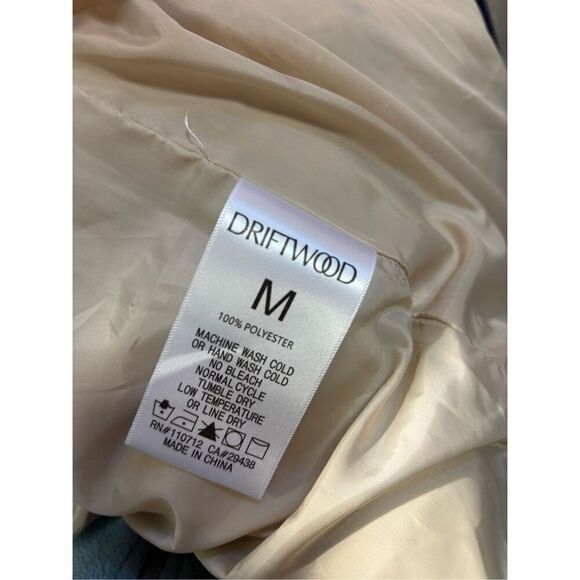 DRIFTWOOD
M
100% POLYESTER
MACHINE WASH COLD
OR HAND WASH COLD
NO BLEACH
NORMAL CYCLE
TUMBLE DRY
LOW TEMPERATURE
OR LINE DRY
RN#110712 CA#29438
MADE IN CHINA